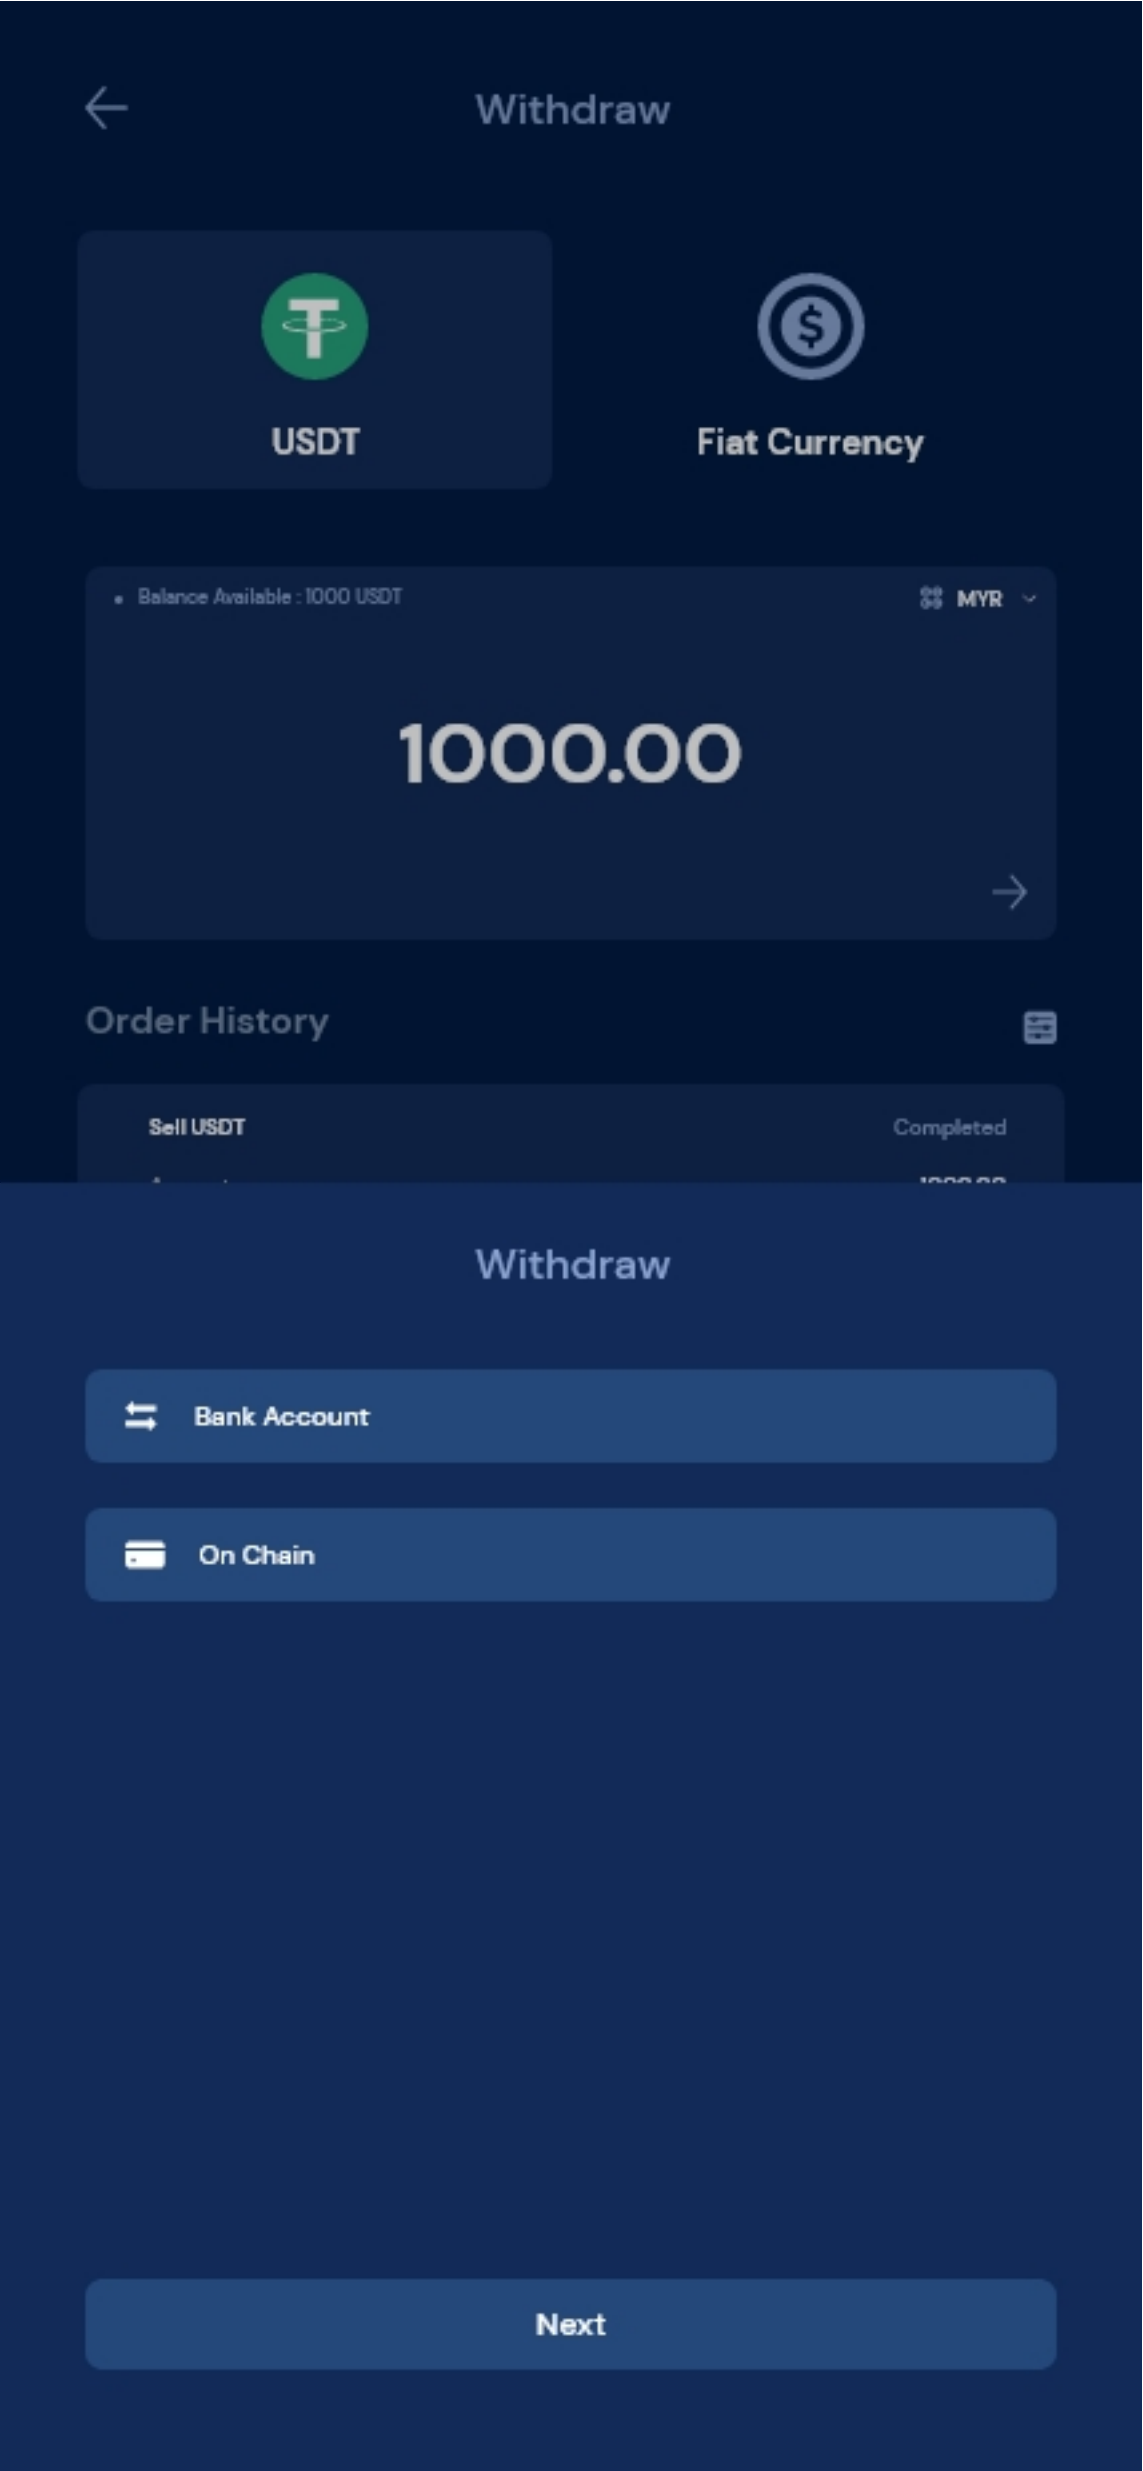 Withdraw
USDT
Fiat Currency
Balance Available : 1000 USDT
MYR
1000.00
Order History
Sell USDT
Completed
Withdraw
Bank Account
On Chain
Next